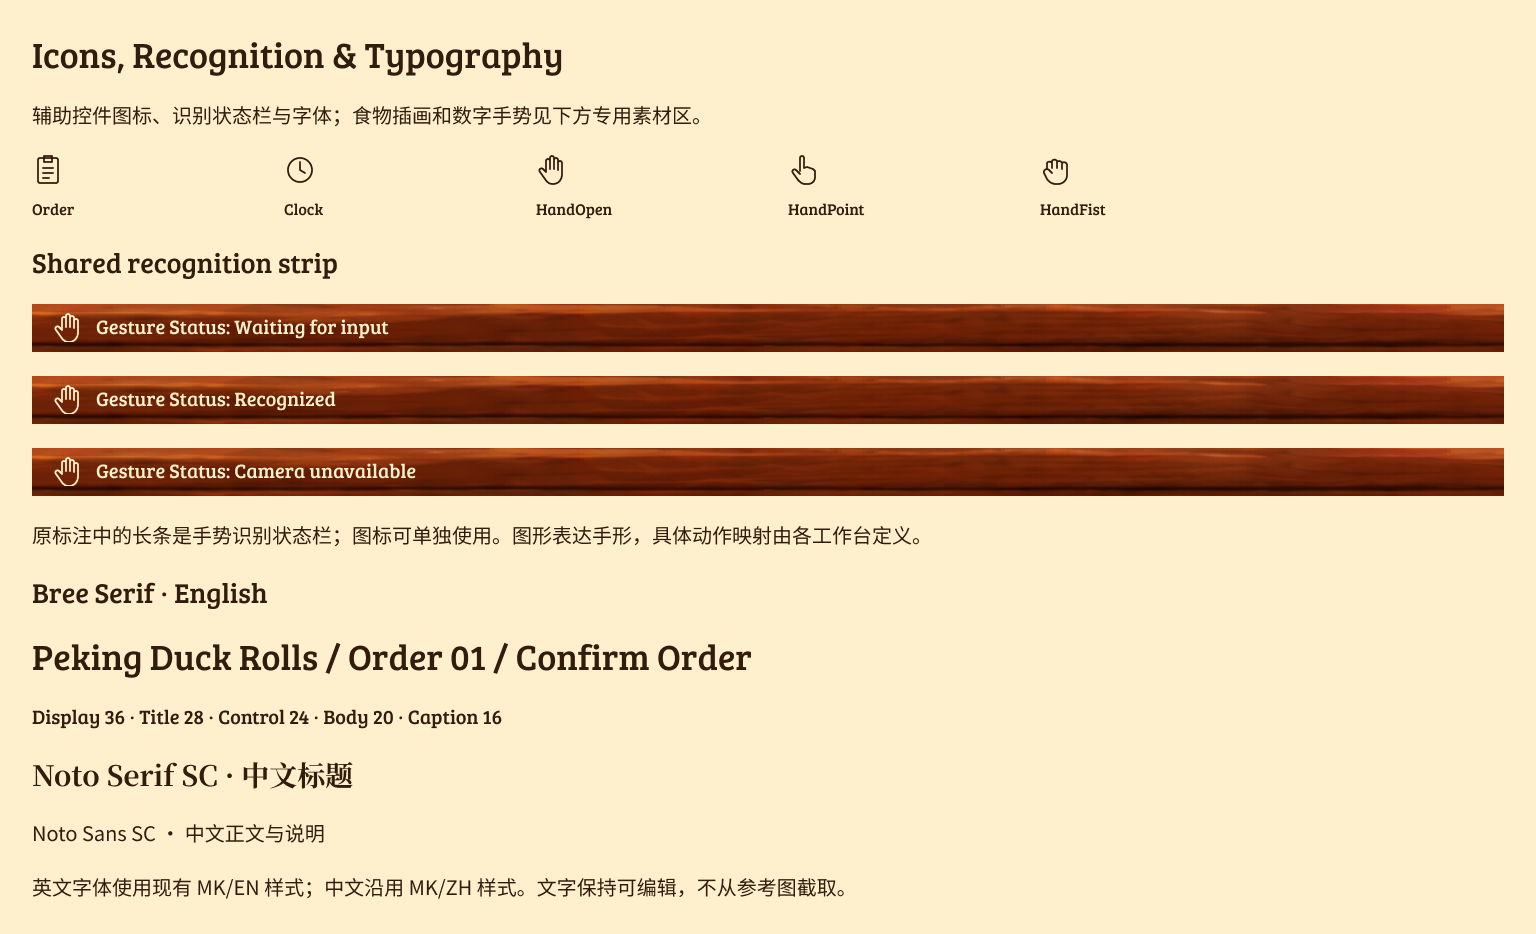 Icons, Recognition & Typography
辅助控件图标、识别状态栏与字体；食物插画和数字手势见下方专用素材区。
Order
Clock
HandOpen
HandPoint
HandFist
Shared recognition strip
Gesture Status: Waiting for input
Gesture Status: Recognized
Gesture Status: Camera unavailable
原标注中的长条是手势识别状态栏；图标可单独使用。图形表达手形，具体动作映射由各工作台定义。
Bree Serif · English
Peking Duck Rolls / Order 01 / Confirm Order
Display 36 · Title 28 · Control 24 · Body 20 · Caption 16
Noto Serif SC · 中文标题
Noto Sans SC · 中文正文与说明
英文字体使用现有 MK/EN 样式；中文沿用 MK/ZH 样式。文字保持可编辑，不从参考图截取。